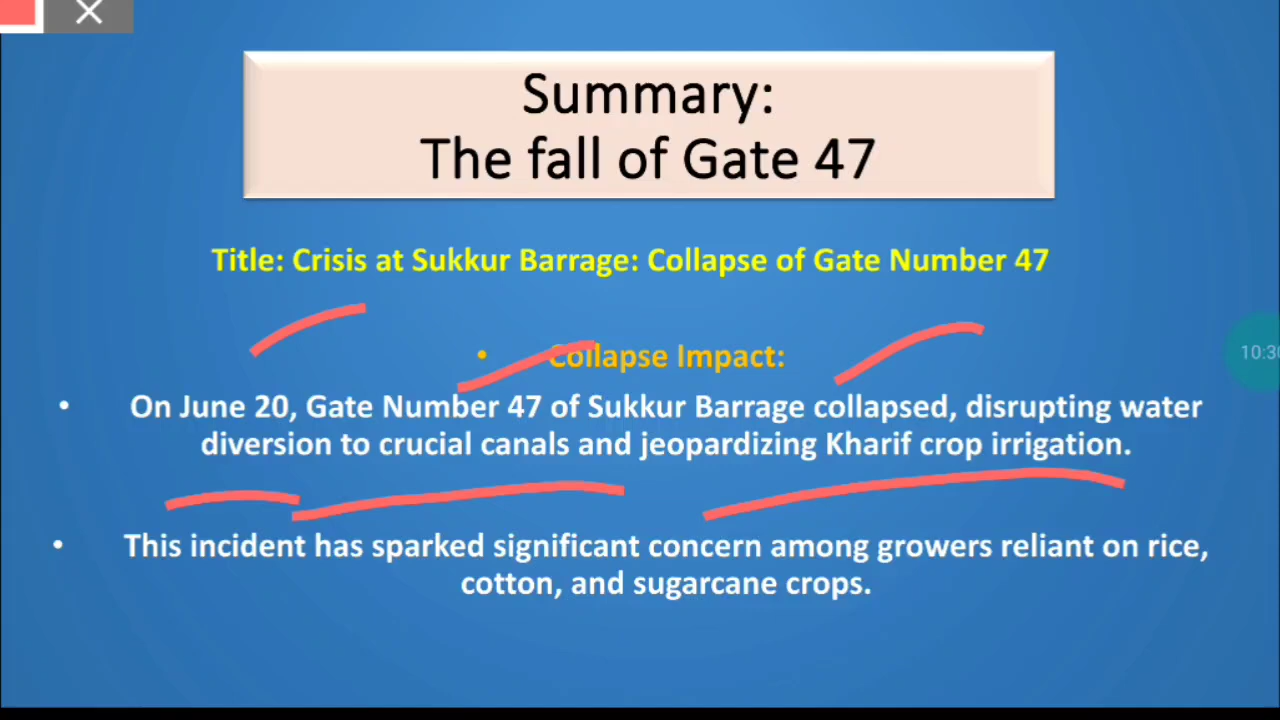 Summary:
The fall of Gate 47
Title: Crisis at Sukkur Barrage: Collapse of Gate Number 47
• Collapse Impact:
• On June 20, Gate Number 47 of Sukkur Barrage collapsed, disrupting water
diversion to crucial canals and jeopardizing Kharif crop irrigation.
• This incident has sparked significant concern among growers reliant on rice,
cotton, and sugarcane crops.